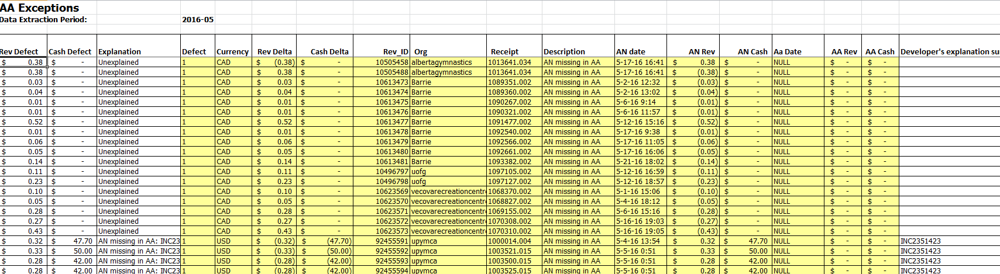 AA Exceptions
Data Extraction Period: 2016-05
Rev Defect Cash Defect Explanation Defect Currency Rev Delta Cash Delta Rev_ID Org Receipt Description AN date AN Rev AN Cash Aa Date AA Rev AA Cash Developer's explanation su
$ 0.38 $ - Unexplained 1 CAD $ (0.38) $ - 10505458 albertagymnastics 1013641.034 AN missing in AA 5-17-16 16:41 $ 0.38 $ - NULL $ - $ -
$ 0.38 $ - Unexplained 1 CAD $ 0.38 $ - 10505488 albertagymnastics 1013641.034 AN missing in AA 5-17-16 16:41 $ (0.38) $ - NULL $ - $ -
$ 0.03 $ - Unexplained 1 CAD $ 0.03 $ - 10613473 Barrie 1089351.002 AN missing in AA 5-2-16 12:32 $ (0.03) $ - NULL $ - $ -
$ 0.04 $ - Unexplained 1 CAD $ 0.04 $ - 10613474 Barrie 1089360.002 AN missing in AA 5-2-16 13:02 $ (0.04) $ - NULL $ - $ -
$ 0.01 $ - Unexplained 1 CAD $ 0.01 $ - 10613475 Barrie 1090267.002 AN missing in AA 5-6-16 9:14 $ (0.01) $ - NULL $ - $ -
$ 0.01 $ - Unexplained 1 CAD $ 0.01 $ - 10613476 Barrie 1090321.002 AN missing in AA 5-6-16 11:57 $ (0.01) $ - NULL $ - $ -
$ 0.52 $ - Unexplained 1 CAD $ 0.52 $ - 10613477 Barrie 1091477.002 AN missing in AA 5-12-16 15:16 $ (0.52) $ - NULL $ - $ -
$ 0.01 $ - Unexplained 1 CAD $ 0.01 $ - 10613478 Barrie 1092540.002 AN missing in AA 5-17-16 9:38 $ (0.01) $ - NULL $ - $ -
$ 0.06 $ - Unexplained 1 CAD $ 0.06 $ - 10613479 Barrie 1092566.002 AN missing in AA 5-17-16 11:05 $ (0.06) $ - NULL $ - $ -
$ 0.05 $ - Unexplained 1 CAD $ 0.05 $ - 10613480 Barrie 1092661.002 AN missing in AA 5-17-16 16:06 $ (0.05) $ - NULL $ - $ -
$ 0.14 $ - Unexplained 1 CAD $ 0.14 $ - 10613481 Barrie 1093382.002 AN missing in AA 5-21-16 18:02 $ (0.14) $ - NULL $ - $ -
$ 0.11 $ - Unexplained 1 CAD $ 0.11 $ - 10496797 uofg 1097105.002 AN missing in AA 5-12-16 16:59 $ (0.11) $ - NULL $ - $ -
$ 0.23 $ - Unexplained 1 CAD $ 0.23 $ - 10496798 uofg 1097127.002 AN missing in AA 5-12-16 18:57 $ (0.23) $ - NULL $ - $ -
$ 0.10 $ - Unexplained 1 CAD $ 0.10 $ - 10623569 vecovarecreationcentr 1068370.002 AN missing in AA 5-1-16 15:06 $ (0.10) $ - NULL $ - $ -
$ 0.05 $ - Unexplained 1 CAD $ 0.05 $ - 10623570 vecovarecreationcentr 1068827.002 AN missing in AA 5-4-16 18:12 $ (0.05) $ - NULL $ - $ -
$ 0.28 $ - Unexplained 1 CAD $ 0.28 $ - 10623571 vecovarecreationcentr 1069155.002 AN missing in AA 5-6-16 15:16 $ (0.28) $ - NULL $ - $ -
$ 0.27 $ - Unexplained 1 CAD $ 0.27 $ - 10623572 vecovarecreationcentr 1070308.002 AN missing in AA 5-16-16 19:03 $ (0.27) $ - NULL $ - $ -
$ 0.43 $ - Unexplained 1 CAD $ 0.43 $ - 10623573 vecovarecreationcentr 1070310.002 AN missing in AA 5-16-16 19:05 $ (0.43) $ - NULL $ - $ -
$ 0.32 $ 47.70 AN missing in AA: INC23 1 USD $ (0.32) $ (47.70) 92455591 upymca 1000014.004 AN missing in AA 5-4-16 13:54 $ 0.32 $ 47.70 NULL $ - $ - INC2351423
$ 0.33 $ 50.00 AN missing in AA: INC23 1 USD $ (0.33) $ (50.00) 92455592 upymca 1003521.015 AN missing in AA 5-5-16 0:51 $ 0.33 $ 50.00 NULL $ - $ - INC2351423
$ 0.28 $ 42.00 AN missing in AA: INC23 1 USD $ (0.28) $ (42.00) 92455593 upymca 1003500.015 AN missing in AA 5-5-16 0:51 $ 0.28 $ 42.00 NULL $ - $ - INC2351423
$ 0.28 $ 42.00 AN missing in AA: INC23 1 USD $ (0.28) $ (42.00) 92455594 upymca 1003525.015 AN missing in AA 5-5-16 0:51 $ 0.28 $ 42.00 NULL $ - $ - INC2351423